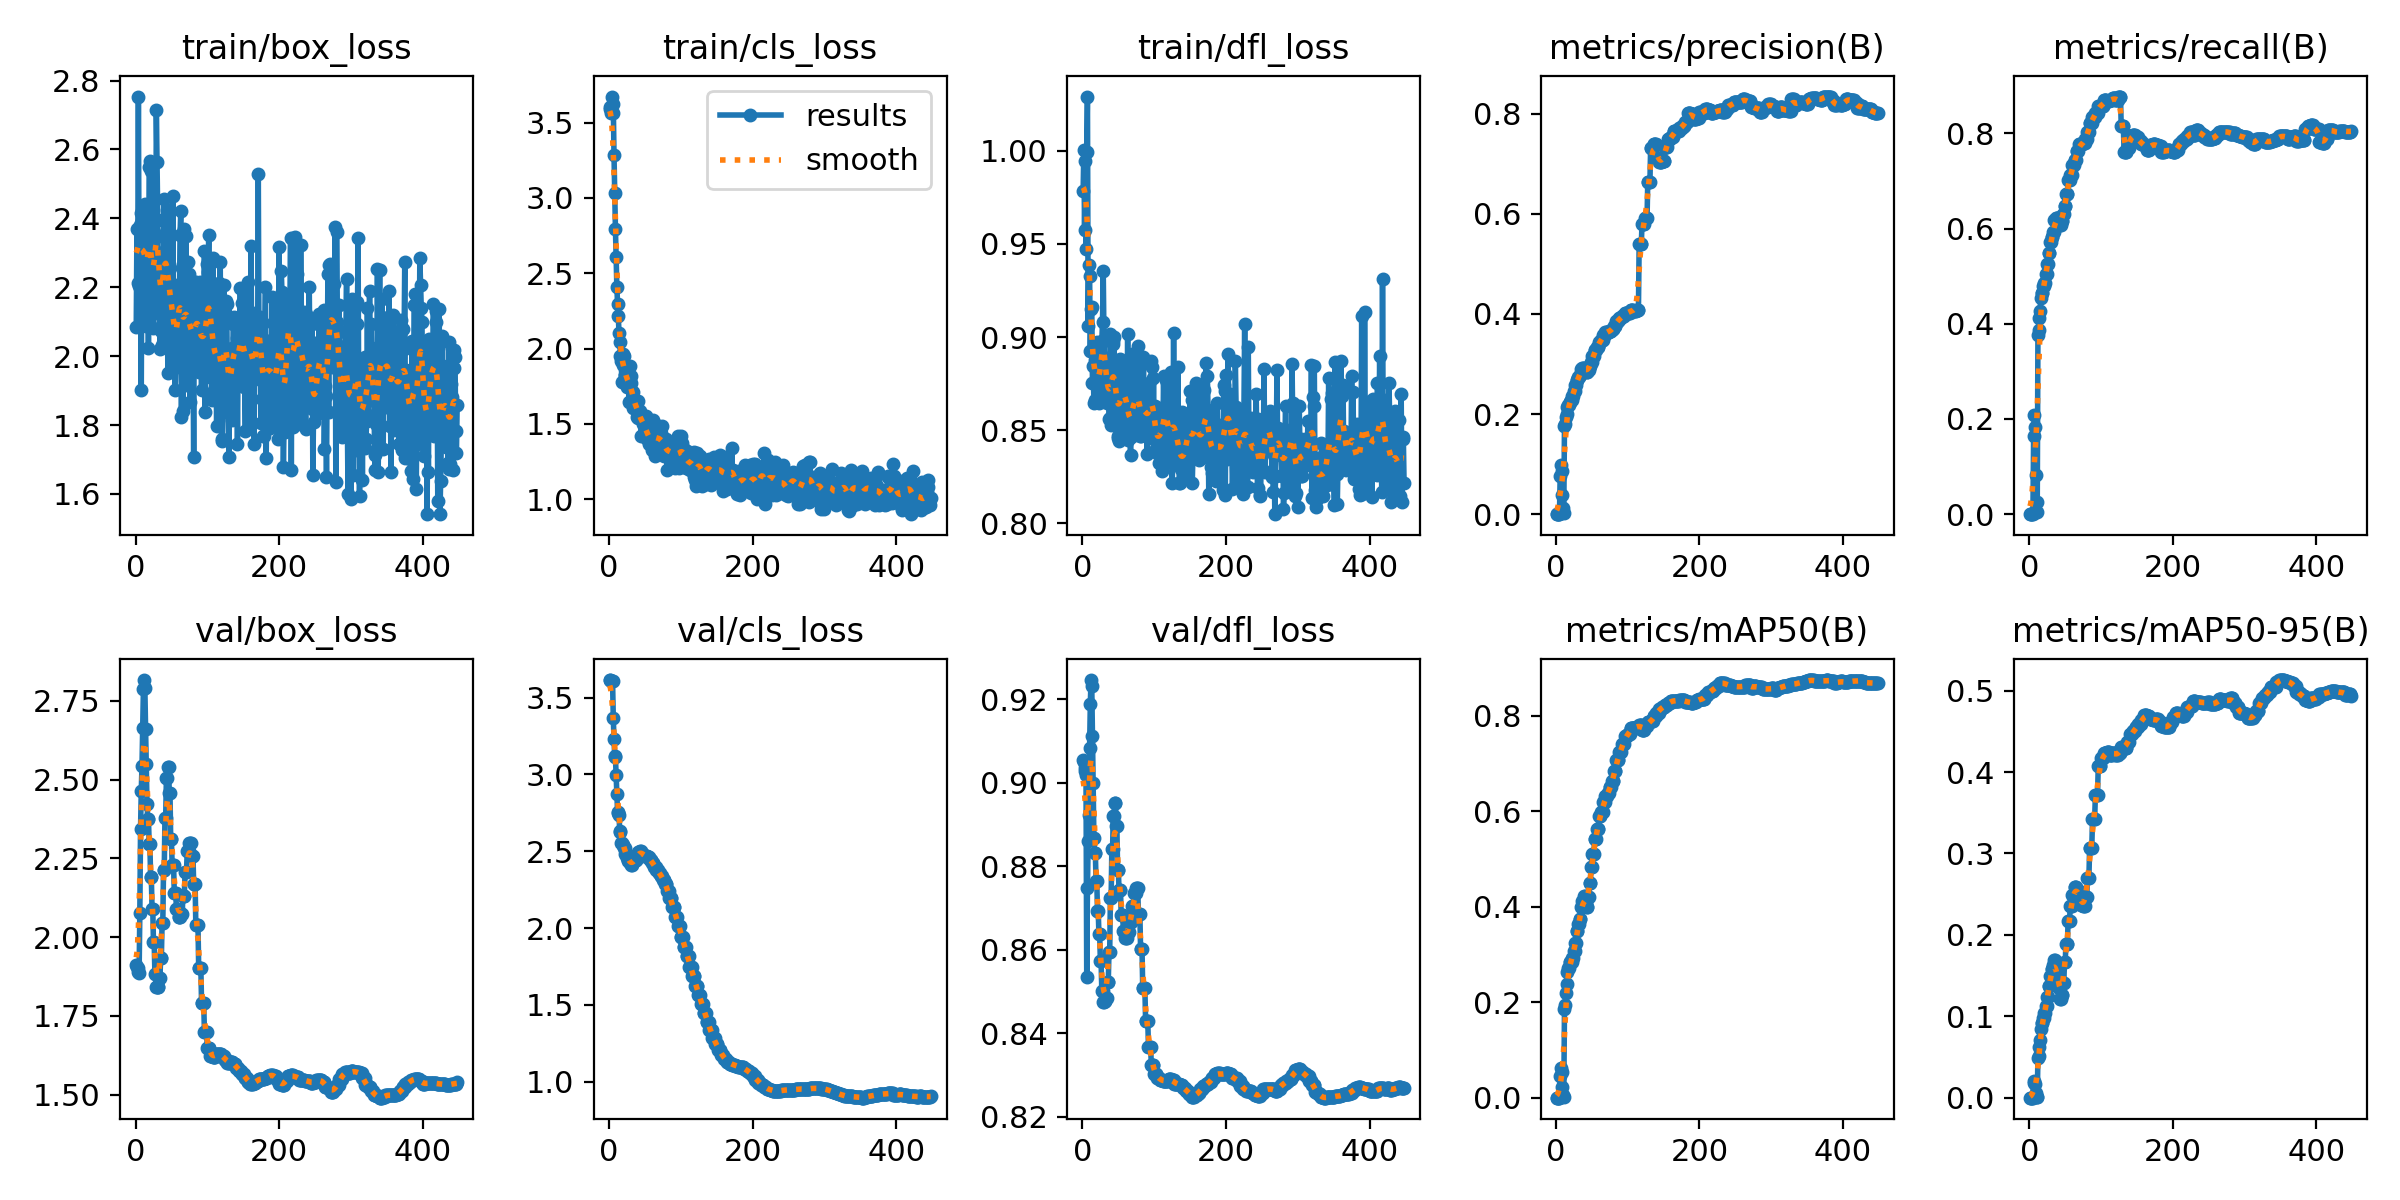 train/box_loss
2.8
2.6
2.4
2.2
2.0
1.8
1.6
0 200 400
train/cls_loss
results
smooth
3.5
3.0
2.5
2.0
1.5
1.0
0 200 400
train/dfl_loss
1.00
0.95
0.90
0.85
0.80
0 200 400
metrics/precision(B)
0.8
0.6
0.4
0.2
0.0
0 200 400
metrics/recall(B)
0.8
0.6
0.4
0.2
0.0
0 200 400
val/box_loss
2.75
2.50
2.25
2.00
1.75
1.50
0 200 400
val/cls_loss
3.5
3.0
2.5
2.0
1.5
1.0
0 200 400
val/dfl_loss
0.92
0.90
0.88
0.86
0.84
0.82
0 200 400
metrics/mAP50(B)
0.8
0.6
0.4
0.2
0.0
0 200 400
metrics/mAP50-95(B)
0.5
0.4
0.3
0.2
0.1
0.0
0 200 400